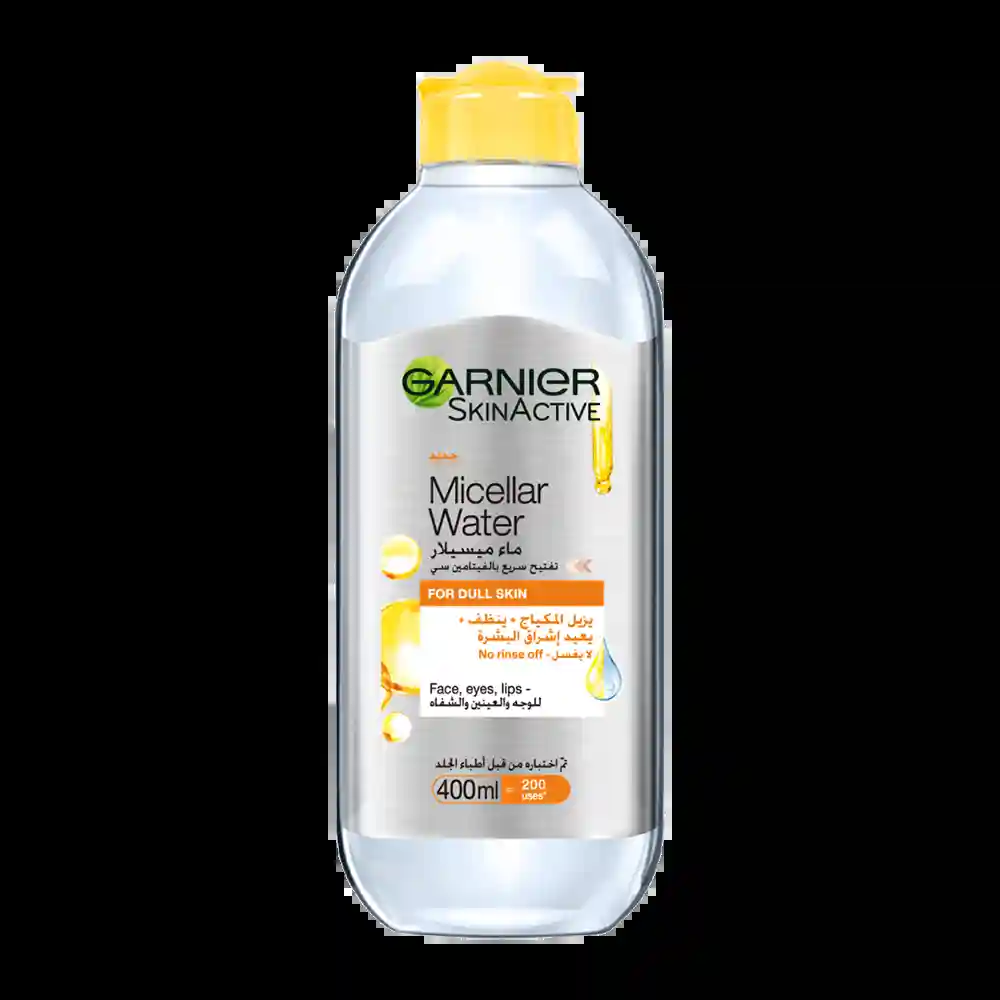 GARNIER
SKINACTIVE
جديد
Micellar
Water
ماء ميسيلار
تفتيح سريع بالفيتامين سي
FOR DULL SKIN
يزيل المكياج + ينظف +
يعيد إشراق البشرة
No rinse off - لا يغسل
Face, eyes, lips -
للوجه والعينين والشفاه
تمّ اختباره من قبل أطباء الجلد
400ml = 200
uses*